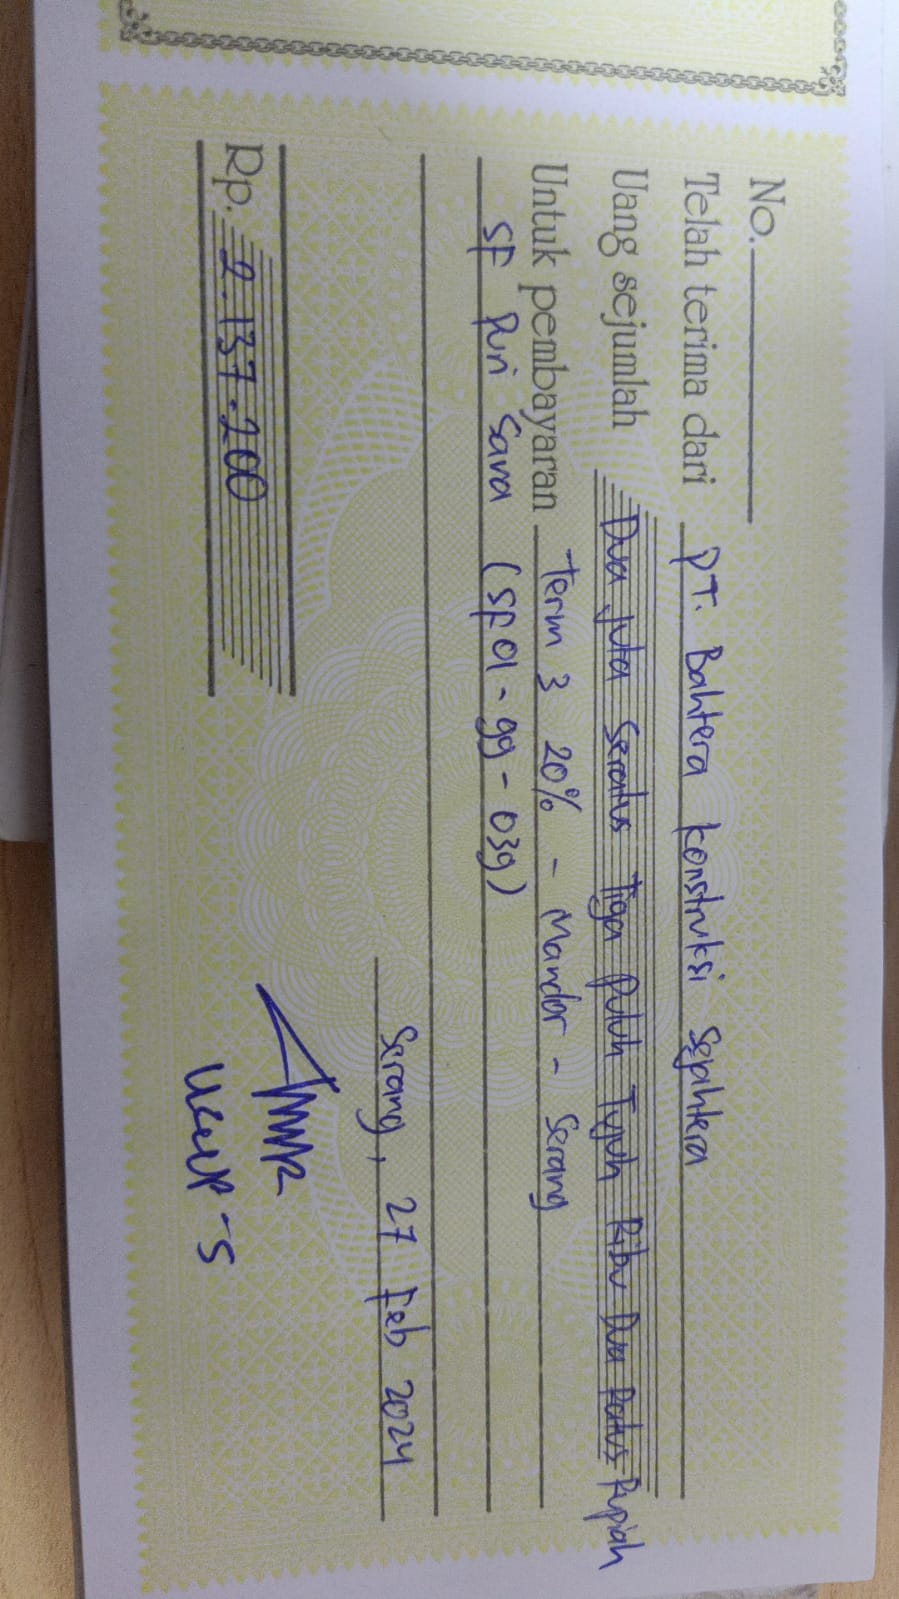 No.
Telah terima dari PT. Bahtera konstruksi Sejahtera
Uang sejumlah Dua juta Seratus Tiga Puluh Tujuh Ribu Dua Ratus Rupiah
Untuk pembayaran Term 3 20% - Mandor - Serang
SF Puri Sava (SF01-99-039)
Serang, 27 Feb 2024
Rp. 2.137.200